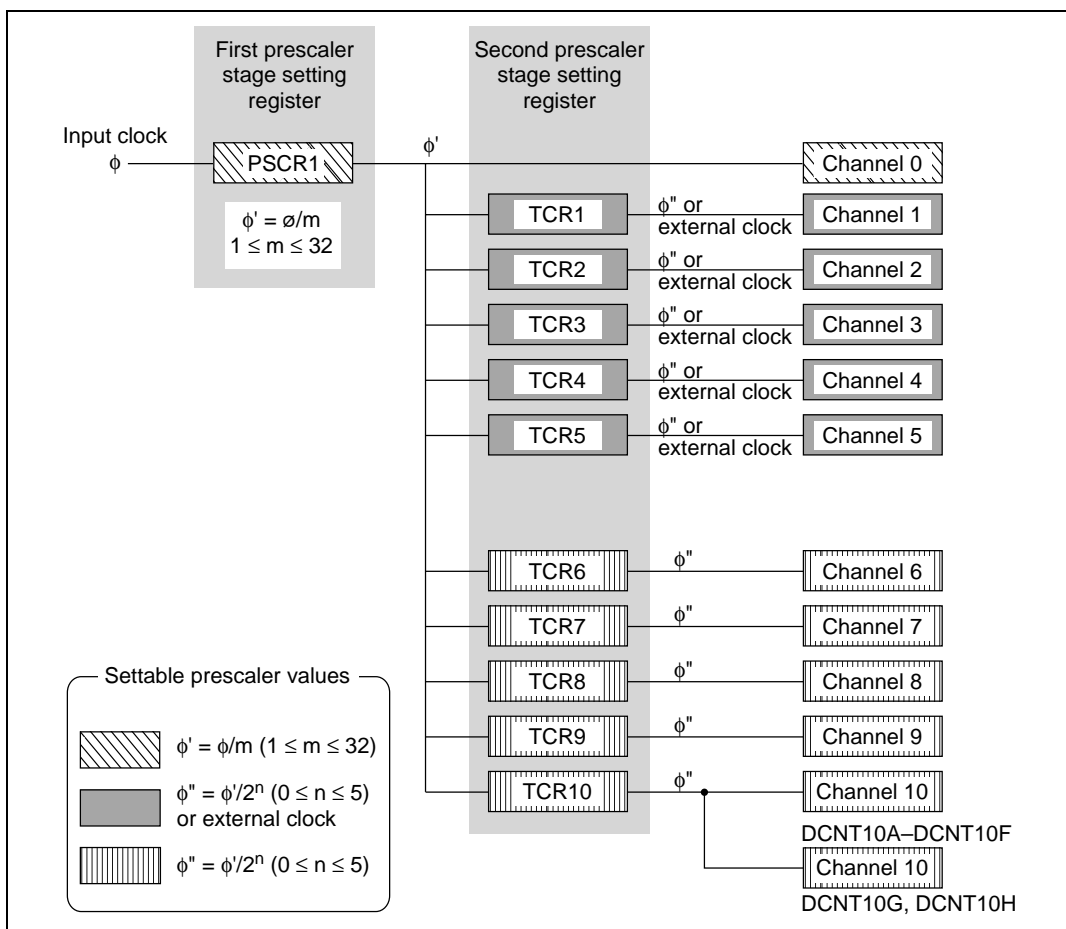 First prescaler
stage setting
register
Second prescaler
stage setting
register
Input clock
ϕ
PSCR1
ϕ'
Channel 0
ϕ' = ø/m
1 ≤ m ≤ 32
TCR1
ϕ" or
external clock
Channel 1
TCR2
ϕ" or
external clock
Channel 2
TCR3
ϕ" or
external clock
Channel 3
TCR4
ϕ" or
external clock
Channel 4
TCR5
ϕ" or
external clock
Channel 5
TCR6
ϕ"
Channel 6
TCR7
ϕ"
Channel 7
TCR8
ϕ"
Channel 8
TCR9
ϕ"
Channel 9
TCR10
ϕ"
Channel 10
DCNT10A–DCNT10F
Channel 10
DCNT10G, DCNT10H
Settable prescaler values
ϕ' = ϕ/m (1 ≤ m ≤ 32)
ϕ" = ϕ'/2ⁿ (0 ≤ n ≤ 5)
or external clock
ϕ" = ϕ'/2ⁿ (0 ≤ n ≤ 5)